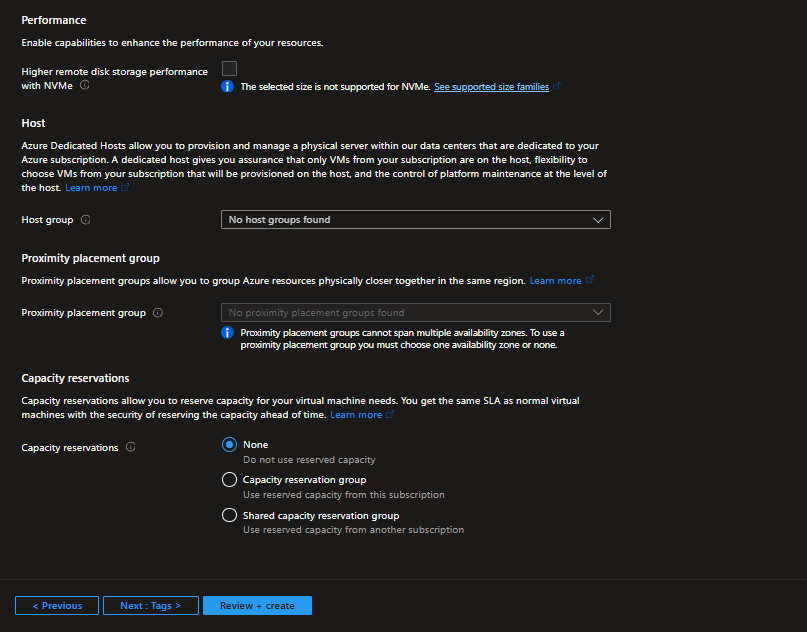 Performance
Enable capabilities to enhance the performance of your resources.
Higher remote disk storage performance
with NVMe
The selected size is not supported for NVMe. See supported size families
Host
Azure Dedicated Hosts allow you to provision and manage a physical server within our data centers that are dedicated to your
Azure subscription. A dedicated host gives you assurance that only VMs from your subscription are on the host, flexibility to
choose VMs from your subscription that will be provisioned on the host, and the control of platform maintenance at the level of
the host. Learn more
Host group
No host groups found
Proximity placement group
Proximity placement groups allow you to group Azure resources physically closer together in the same region. Learn more
Proximity placement group
No proximity placement groups found
Proximity placement groups cannot span multiple availability zones. To use a
proximity placement group you must choose one availability zone or none.
Capacity reservations
Capacity reservations allow you to reserve capacity for your virtual machine needs. You get the same SLA as normal virtual
machines with the security of reserving the capacity ahead of time. Learn more
Capacity reservations
None
Do not use reserved capacity
Capacity reservation group
Use reserved capacity from this subscription
Shared capacity reservation group
Use reserved capacity from another subscription
< Previous
Next : Tags >
Review + create